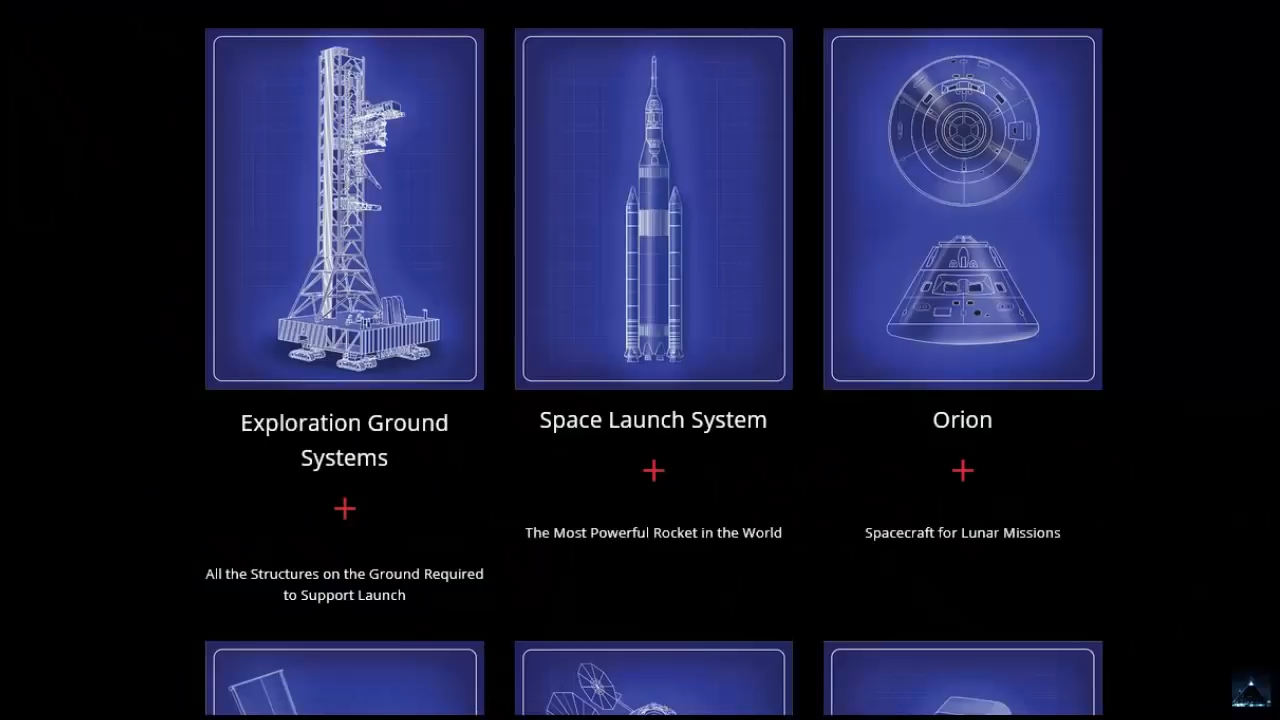 Exploration Ground
Systems
+
All the Structures on the Ground Required
to Support Launch
Space Launch System
+
The Most Powerful Rocket in the World
Orion
+
Spacecraft for Lunar Missions